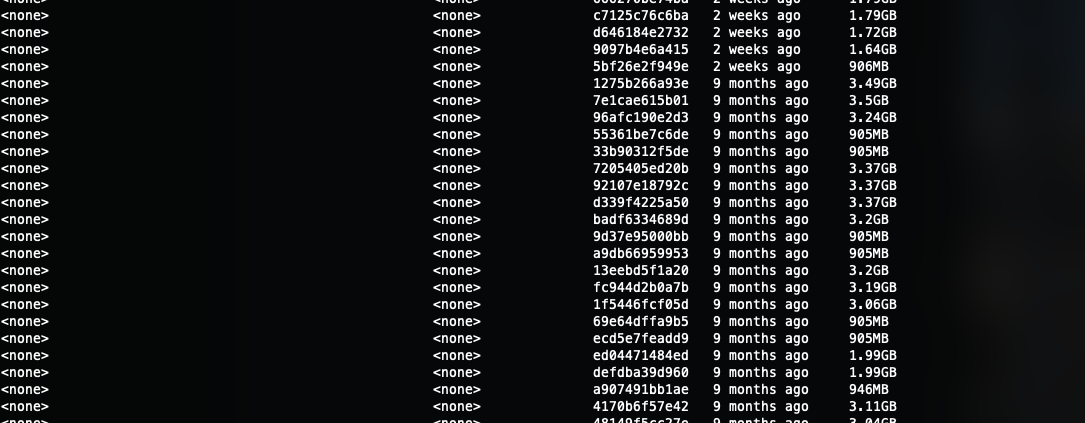 <none> <none> 2 weeks ago 1.79GB
<none> <none> c7125c76c6ba 2 weeks ago 1.79GB
<none> <none> d646184e2732 2 weeks ago 1.72GB
<none> <none> 9097b4e6a415 2 weeks ago 1.64GB
<none> <none> 5bf26e2f949e 2 weeks ago 906MB
<none> <none> 1275b266a93e 9 months ago 3.49GB
<none> <none> 7e1cae615b01 9 months ago 3.5GB
<none> <none> 96afc190e2d3 9 months ago 3.24GB
<none> <none> 55361be7c6de 9 months ago 905MB
<none> <none> 33b90312f5de 9 months ago 905MB
<none> <none> 7205405ed20b 9 months ago 3.37GB
<none> <none> 92107e18792c 9 months ago 3.37GB
<none> <none> d339f4225a50 9 months ago 3.37GB
<none> <none> badf6334689d 9 months ago 3.2GB
<none> <none> 9d37e95000bb 9 months ago 905MB
<none> <none> a9db66959953 9 months ago 905MB
<none> <none> 13eebd5f1a20 9 months ago 3.2GB
<none> <none> fc944d2b0a7b 9 months ago 3.19GB
<none> <none> 1f5446fcf05d 9 months ago 3.06GB
<none> <none> 69e64dffa9b5 9 months ago 905MB
<none> <none> ecd5e7feadd9 9 months ago 905MB
<none> <none> ed04471484ed 9 months ago 1.99GB
<none> <none> defdba39d960 9 months ago 1.99GB
<none> <none> a907491bb1ae 9 months ago 946MB
<none> <none> 4170b6f57e42 9 months ago 3.11GB
<none> <none> 48149f5cc27e 9 months ago 3.04GB